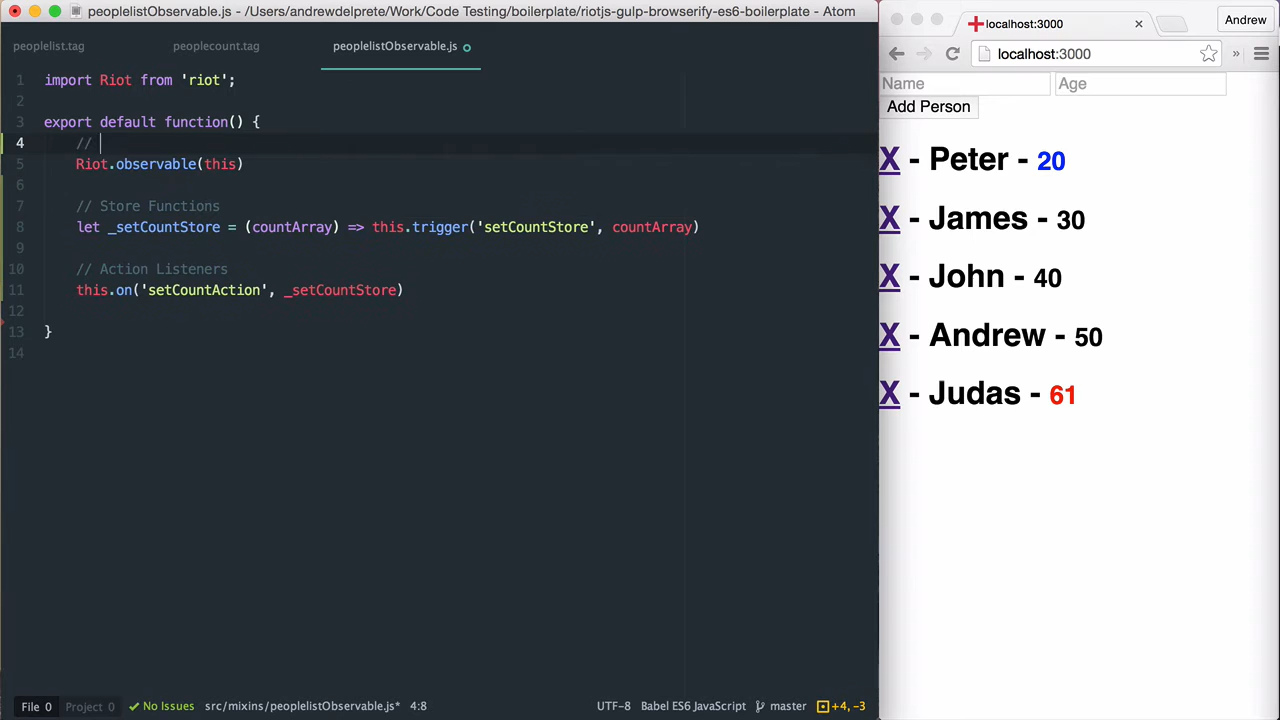 peoplelistObservable.js - /Users/andrewdelprete/Work/Code Testing/boilerplate/riotjs-gulp-browserify-es6-boilerplate - Atom
peoplelist.tag peoplecount.tag peoplelistObservable.js
1 import Riot from 'riot';
2
3 export default function() {
4 //
5 Riot.observable(this)
6
7 // Store Functions
8 let _setCountStore = (countArray) => this.trigger('setCountStore', countArray)
9
10 // Action Listeners
11 this.on('setCountAction', _setCountStore)
12
13 }
14
File 0 Project 0 No Issues src/mixins/peoplelistObservable.js* 4:8 UTF-8 Babel ES6 JavaScript master +4, -3
localhost:3000 × Andrew
localhost:3000 »
Name Age
Add Person
X - Peter - 20
X - James - 30
X - John - 40
X - Andrew - 50
X - Judas - 61